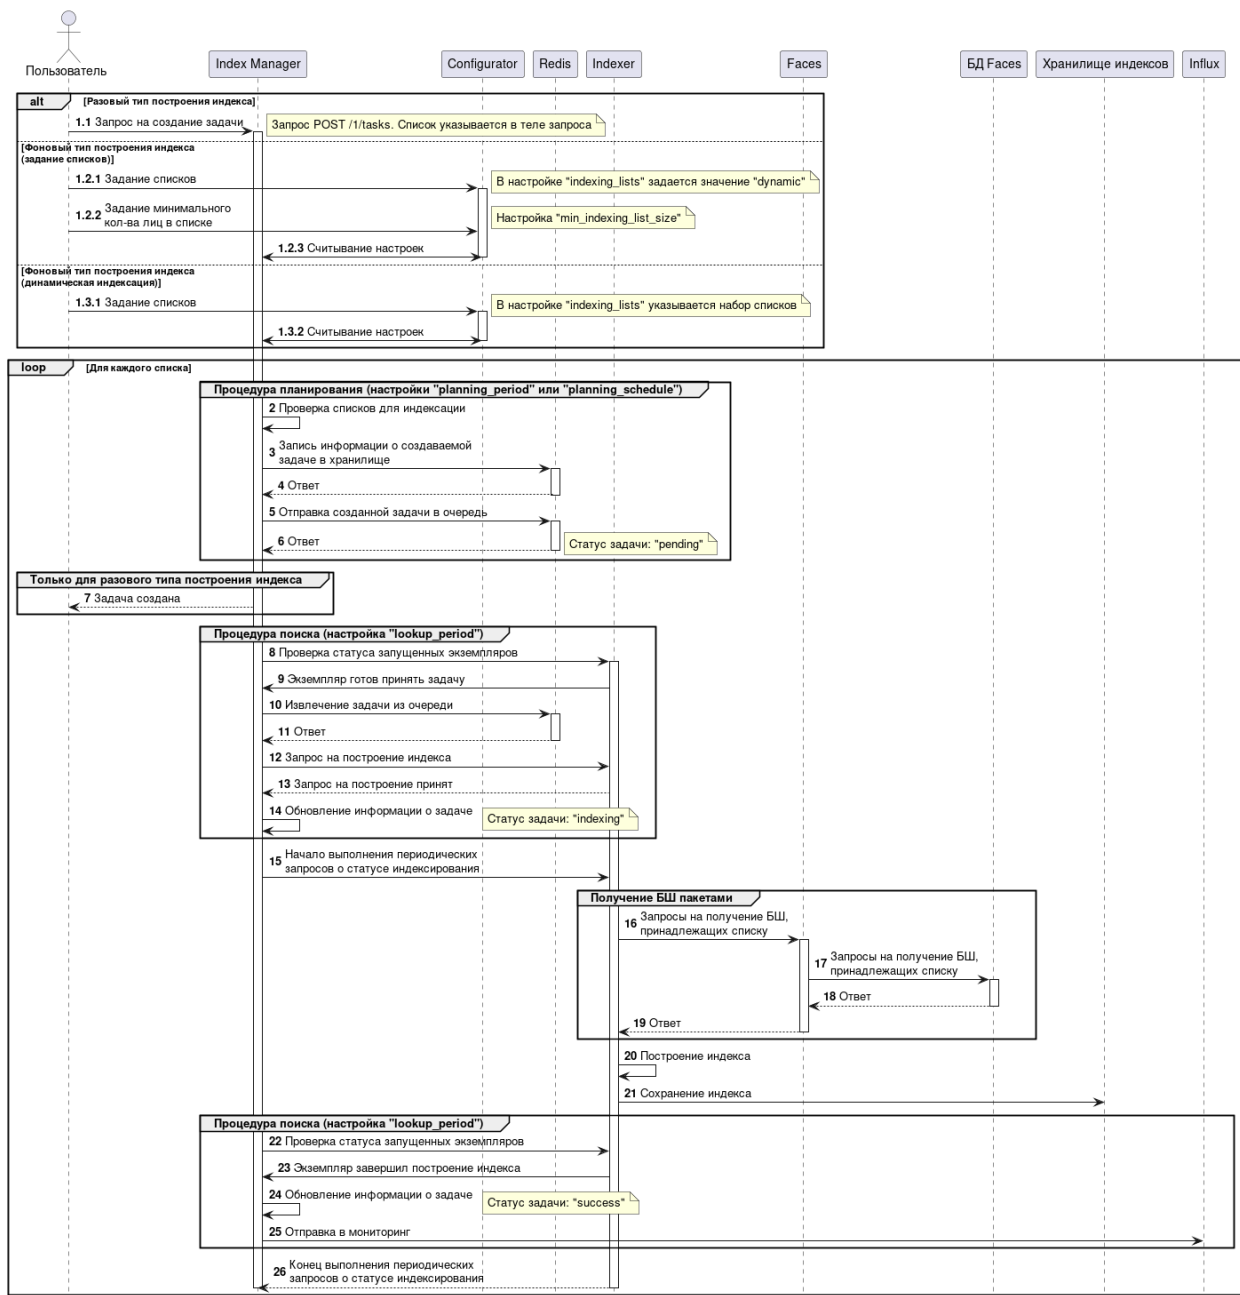 Пользователь
Index Manager
Configurator
Redis
Indexer
Faces
БД Faces
Хранилище индексов
Influx
alt
[Разовый тип построения индекса]
1.1 Запрос на создание задачи
Запрос POST /1/tasks. Список указывается в теле запроса
[Фоновый тип построения индекса
(задание списков)]
1.2.1 Задание списков
В настройке "indexing_lists" задается значение "dynamic"
1.2.2 Задание минимального
кол-ва лиц в списке
Настройка "min_indexing_list_size"
1.2.3 Считывание настроек
[Фоновый тип построения индекса
(динамическая индексация)]
1.3.1 Задание списков
В настройке "indexing_lists" указывается набор списков
1.3.2 Считывание настроек
loop
[Для каждого списка]
Процедура планирования (настройки "planning_period" или "planning_schedule")
2 Проверка списков для индексации
3 Запись информации о создаваемой
задаче в хранилище
4 Ответ
5 Отправка созданной задачи в очередь
6 Ответ
Статус задачи: "pending"
Только для разового типа построения индекса
7 Задача создана
Процедура поиска (настройка "lookup_period")
8 Проверка статуса запущенных экземпляров
9 Экземпляр готов принять задачу
10 Извлечение задачи из очереди
11 Ответ
12 Запрос на построение индекса
13 Запрос на построение принят
14 Обновление информации о задаче
Статус задачи: "indexing"
15 Начало выполнения периодических
запросов о статусе индексирования
Получение БШ пакетами
16 Запросы на получение БШ,
принадлежащих списку
17 Запросы на получение БШ,
принадлежащих списку
18 Ответ
19 Ответ
20 Построение индекса
21 Сохранение индекса
Процедура поиска (настройка "lookup_period")
22 Проверка статуса запущенных экземпляров
23 Экземпляр завершил построение индекса
24 Обновление информации о задаче
Статус задачи: "success"
25 Отправка в мониторинг
26 Конец выполнения периодических
запросов о статусе индексирования